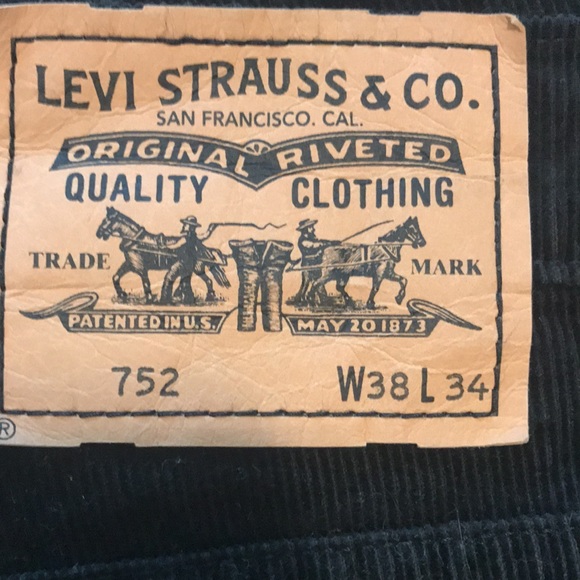 LEVI STRAUSS & CO.
SAN FRANCISCO. CAL.
ORIGINAL RIVETED
QUALITY CLOTHING
TRADE MARK
PATENTED IN U.S. MAY 20 1873
752 W38 L 34
®